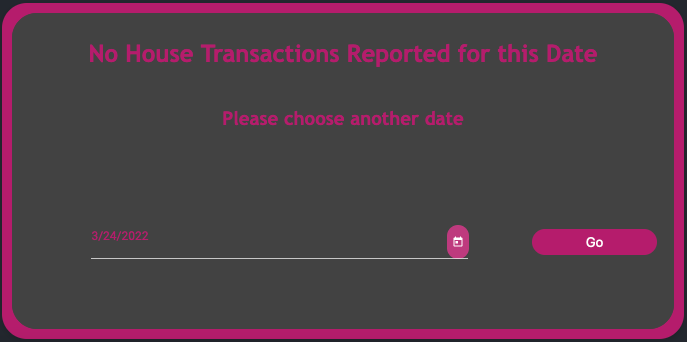 No House Transactions Reported for this Date
Please choose another date
3/24/2022
Go